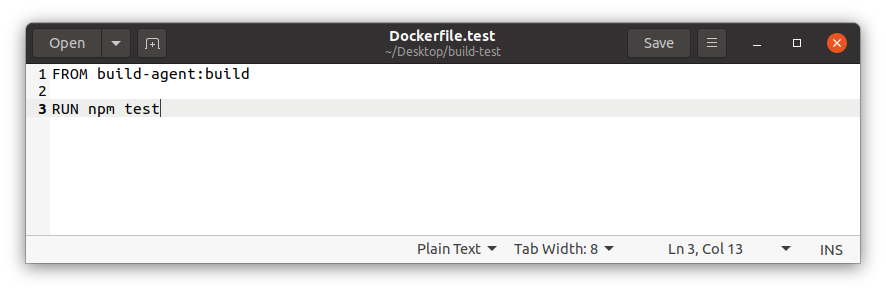 Open
Dockerfile.test
~/Desktop/build-test
Save
1 FROM build-agent:build
2
3 RUN npm test
Plain Text Tab Width: 8 Ln 3, Col 13 INS